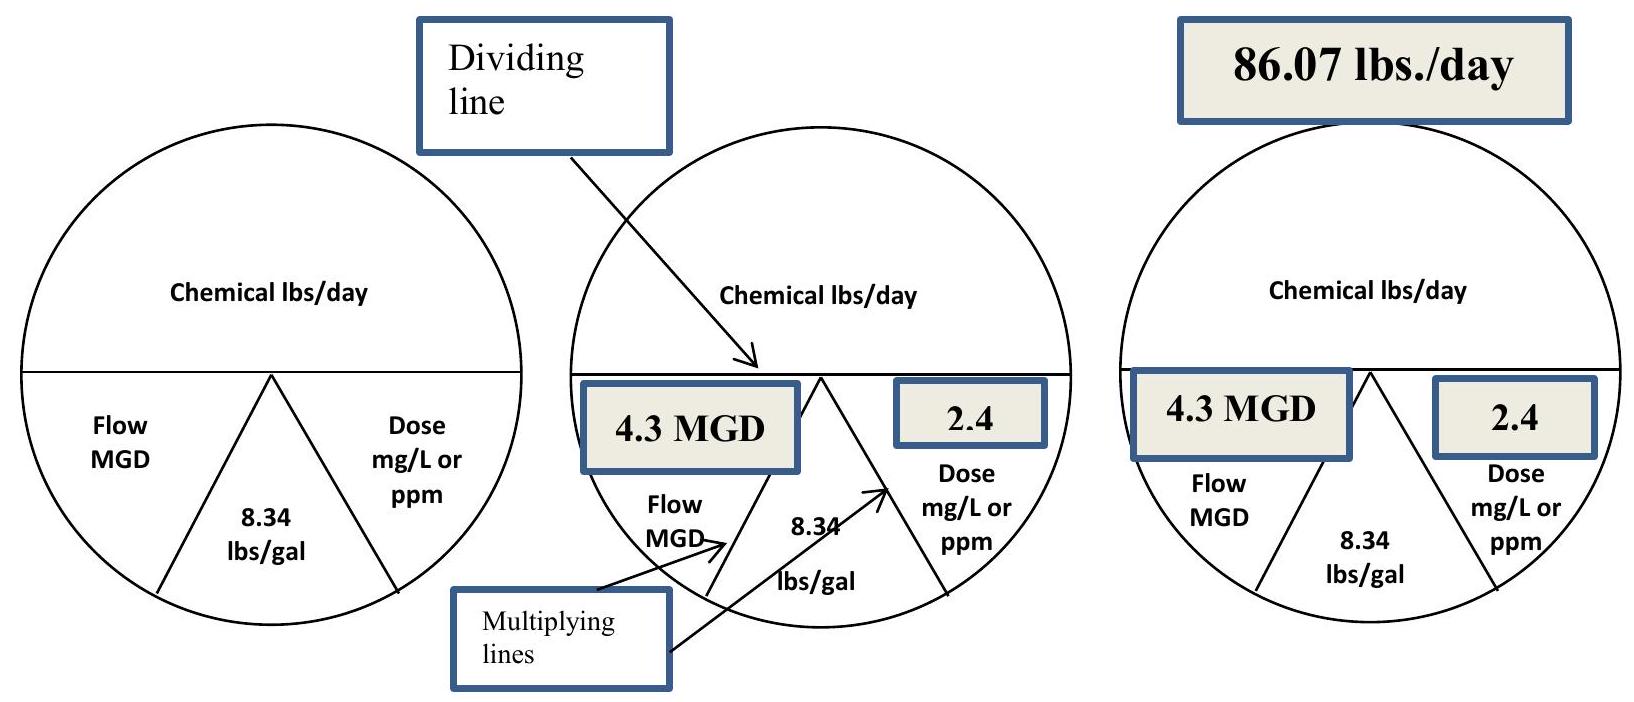 Chemical lbs/day
Flow
MGD
8.34
lbs/gal
Dose
mg/L or
ppm
Dividing
line
Chemical lbs/day
4.3 MGD
2.4
Flow
MGD
8.34
lbs/gal
Dose
mg/L or
ppm
Multiplying
lines
86.07 lbs./day
Chemical lbs/day
4.3 MGD
2.4
Flow
MGD
8.34
lbs/gal
Dose
mg/L or
ppm